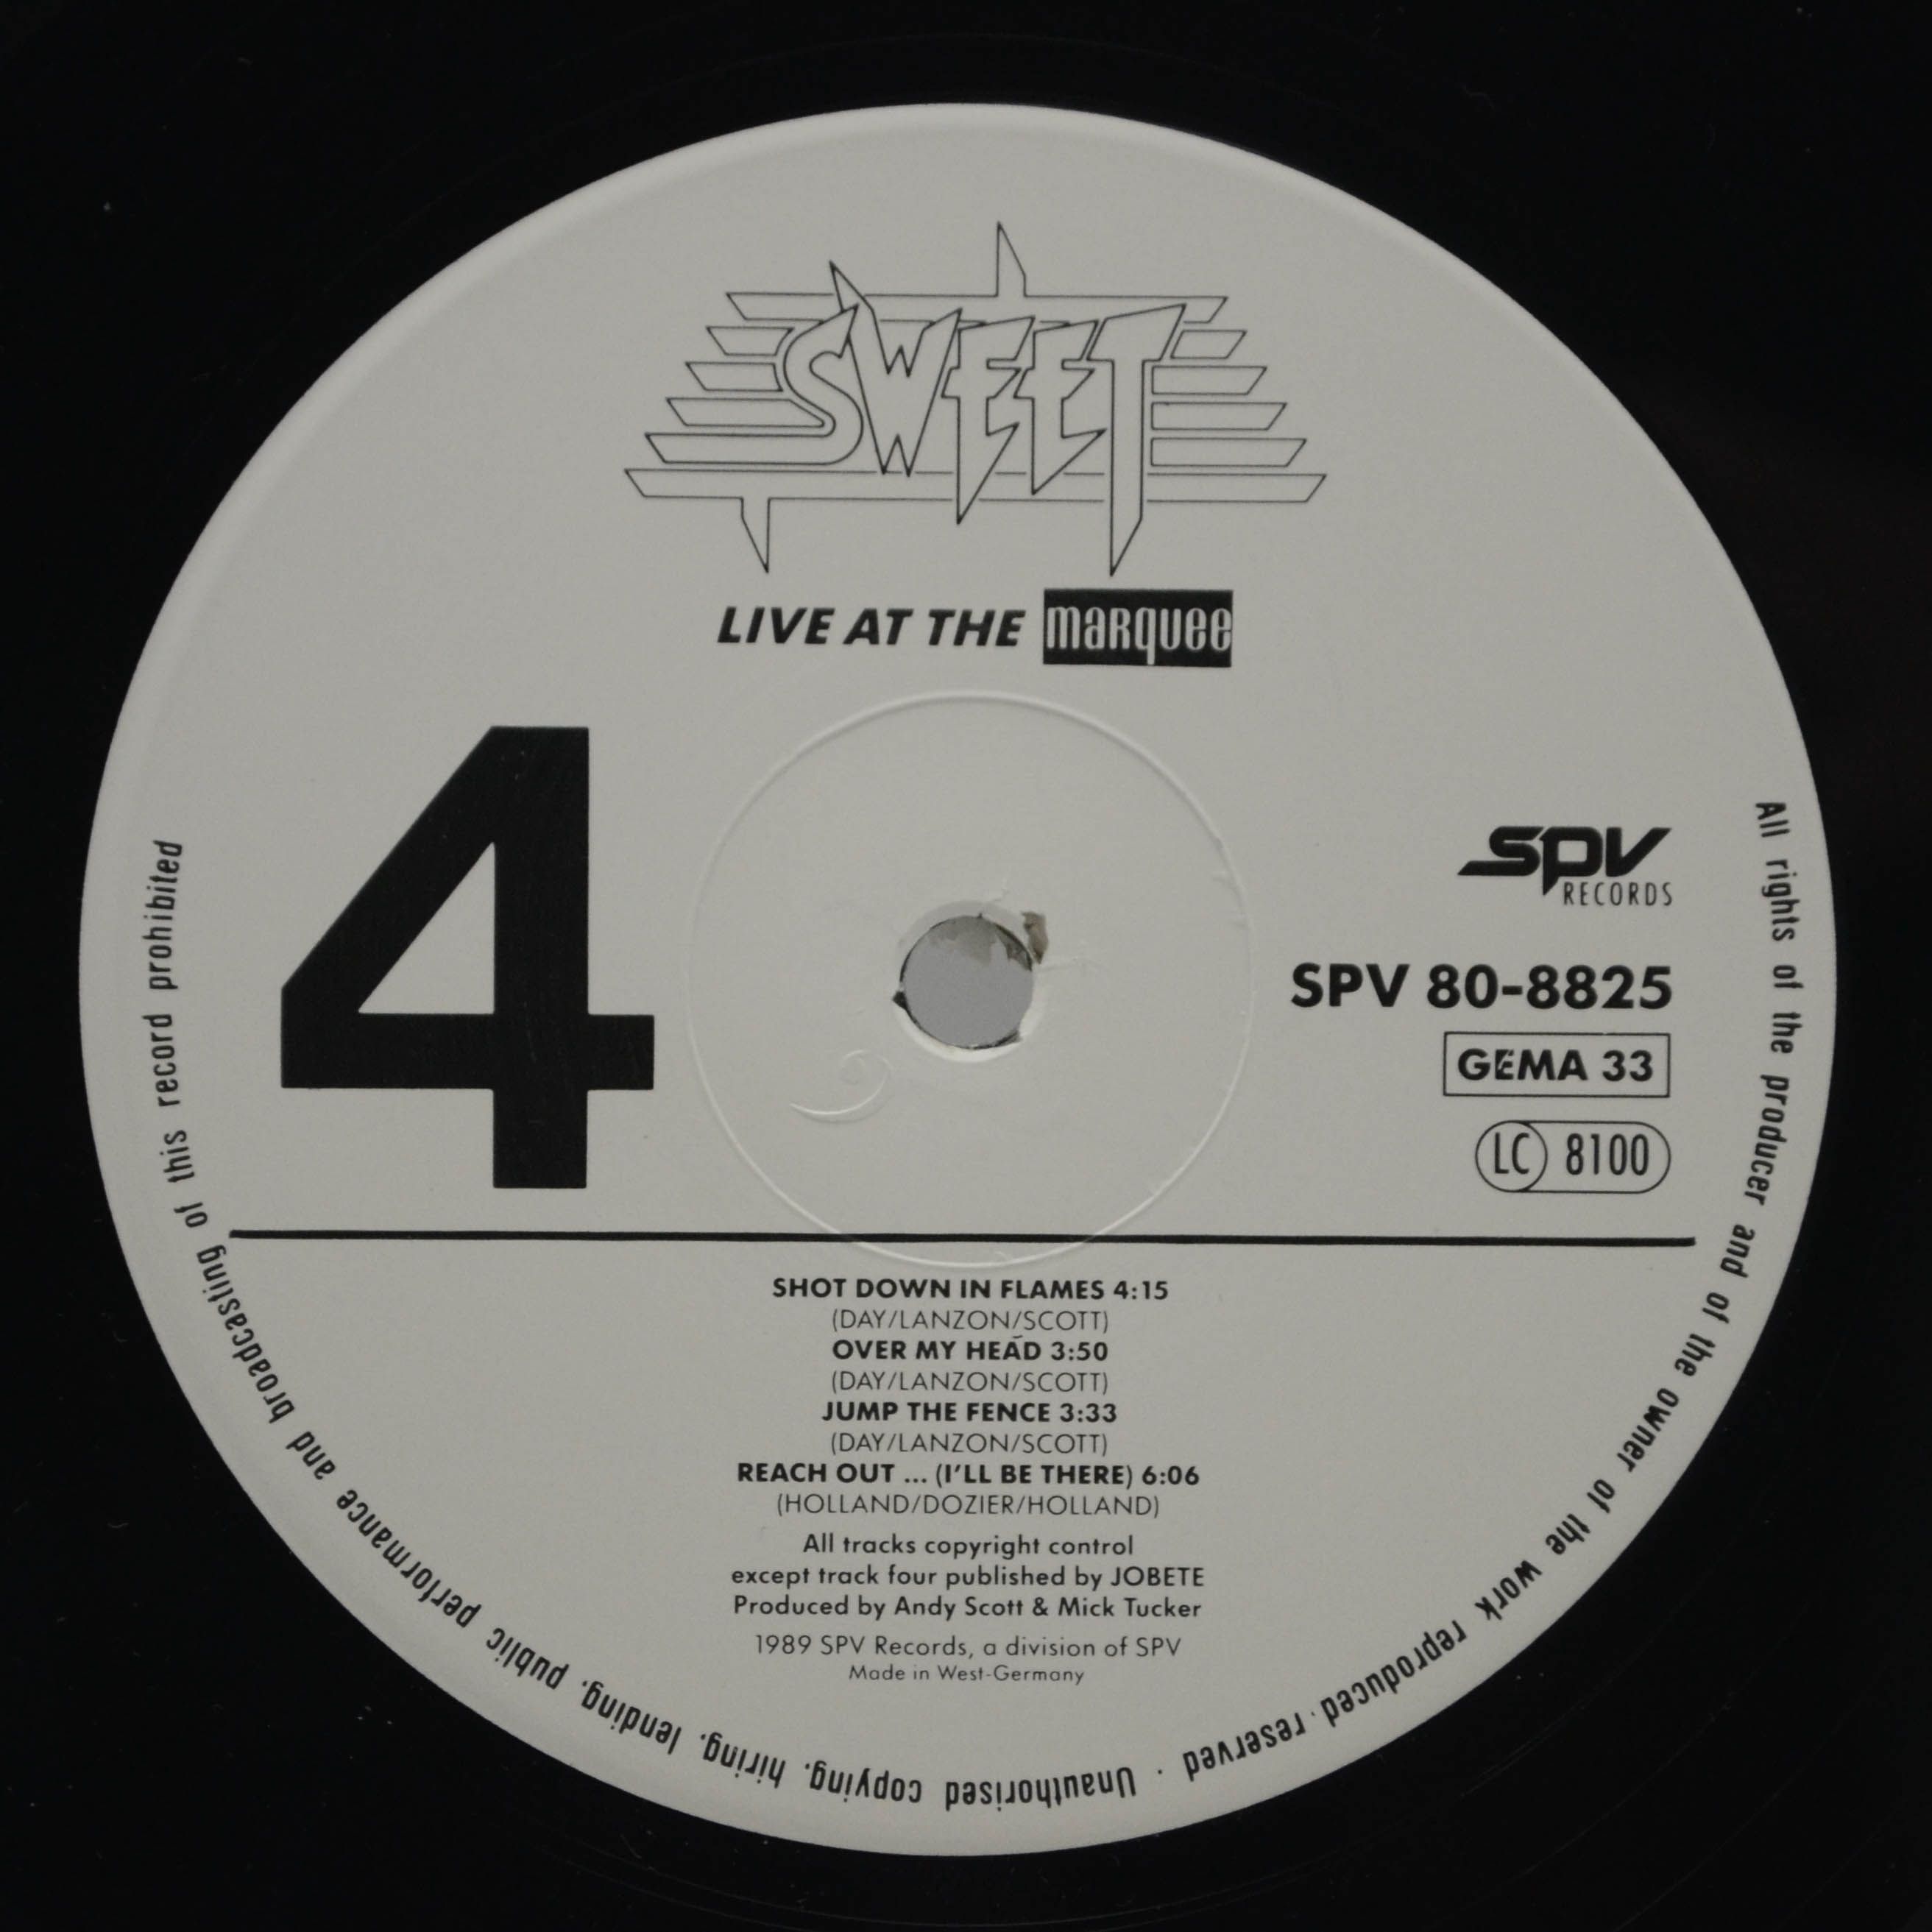 SWEET
LIVE AT THE marquee
4
SPV
RECORDS
SPV 80-8825
GEMA 33
LC 8100
SHOT DOWN IN FLAMES 4:15
(DAY/LANZON/SCOTT)
OVER MY HEAD 3:50
(DAY/LANZON/SCOTT)
JUMP THE FENCE 3:33
(DAY/LANZON/SCOTT)
REACH OUT ... (I'LL BE THERE) 6:06
(HOLLAND/DOZIER/HOLLAND)
All tracks copyright control
except track four published by JOBETE
Produced by Andy Scott & Mick Tucker
1989 SPV Records, a division of SPV
Made in West-Germany
All rights of the producer and of the owner of the work reproduced · reserved · Unauthorised copying, hiring, lending, public performance and broadcasting of this record prohibited